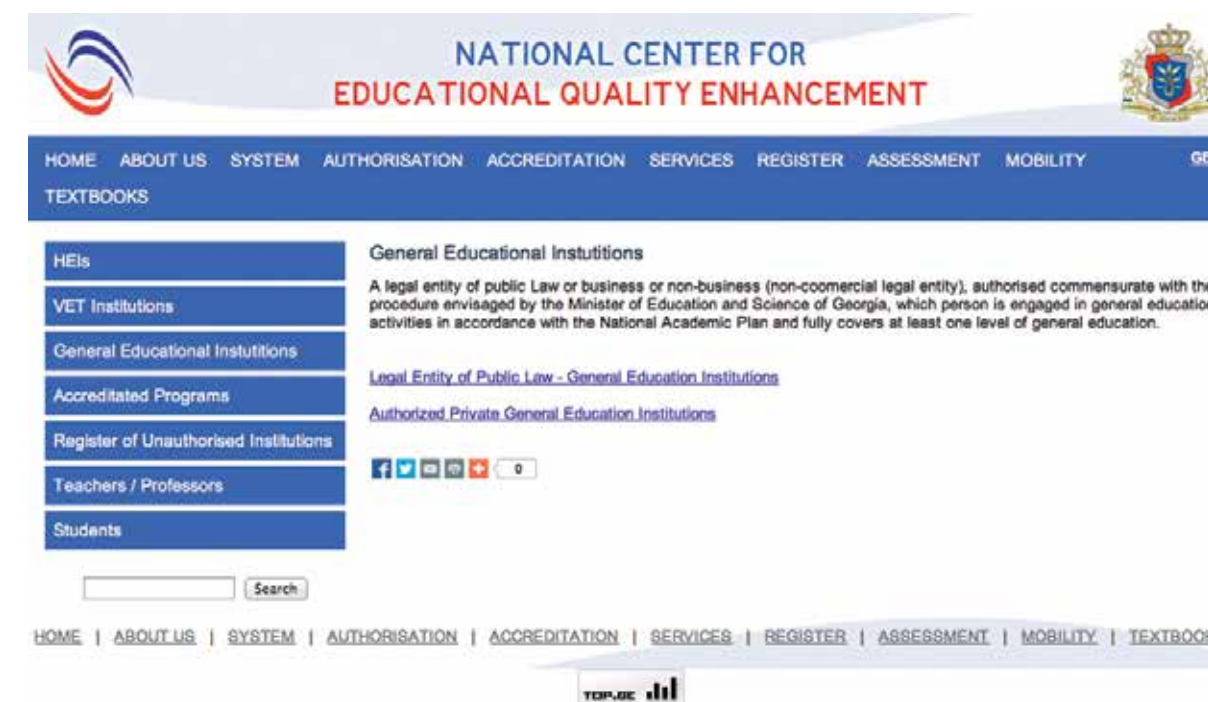 NATIONAL CENTER FOR
EDUCATIONAL QUALITY ENHANCEMENT
HOME ABOUT US SYSTEM AUTHORISATION ACCREDITATION SERVICES REGISTER ASSESSMENT MOBILITY GE
TEXTBOOKS
HEIs
VET Institutions
General Educational Instutitions
Accreditated Programs
Register of Unauthorised Institutions
Teachers / Professors
Students
Search
General Educational Instutitions
A legal entity of public Law or business or non-business (non-coomercial legal entity), authorised commensurate with the
procedure envisaged by the Minister of Education and Science of Georgia, which person is engaged in general education
activities in accordance with the National Academic Plan and fully covers at least one level of general education.
Legal Entity of Public Law - General Education Institutions
Authorized Private General Education Institutions
0
HOME | ABOUT US | SYSTEM | AUTHORISATION | ACCREDITATION | SERVICES | REGISTER | ASSESSMENT | MOBILITY | TEXTBOO
TOP.GE